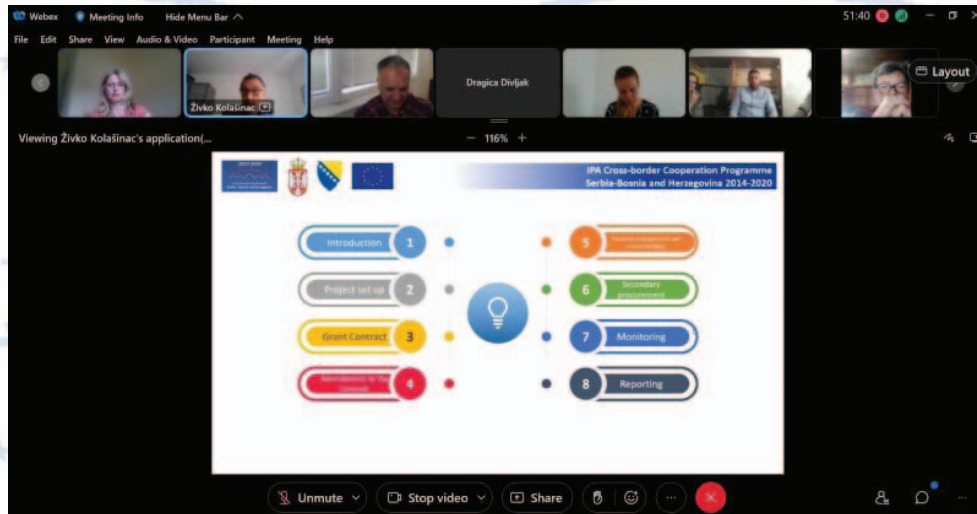 Webex Meeting Info Hide Menu Bar 51:40
File Edit Share View Audio & Video Participant Meeting Help
Layout
Dragica Divljak
Živko Kolašinac
Viewing Živko Kolašinac's application(...
116%
2014-2020
IPA Cross-border Cooperation Programme
Serbia-Bosnia and Herzegovina 2014-2020
Introduction 1
Project set-up 2
Grant Contract 3
4
5
6 Secondary
procurement
7 Monitoring
8 Reporting
Unmute Stop video Share